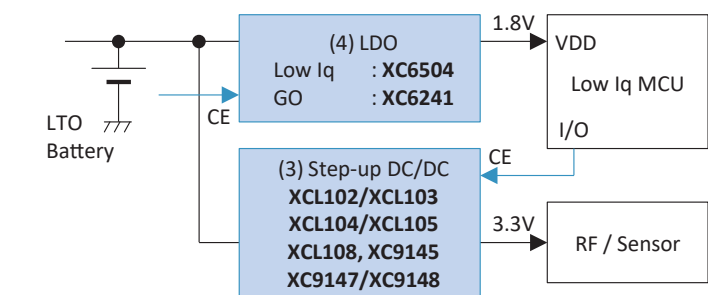 (4) LDO
Low Iq : XC6504
GO : XC6241
CE
1.8V
VDD
Low Iq MCU
I/O
LTO
Battery
(3) Step-up DC/DC
XCL102/XCL103
XCL104/XCL105
XCL108, XC9145
XC9147/XC9148
CE
3.3V
RF / Sensor